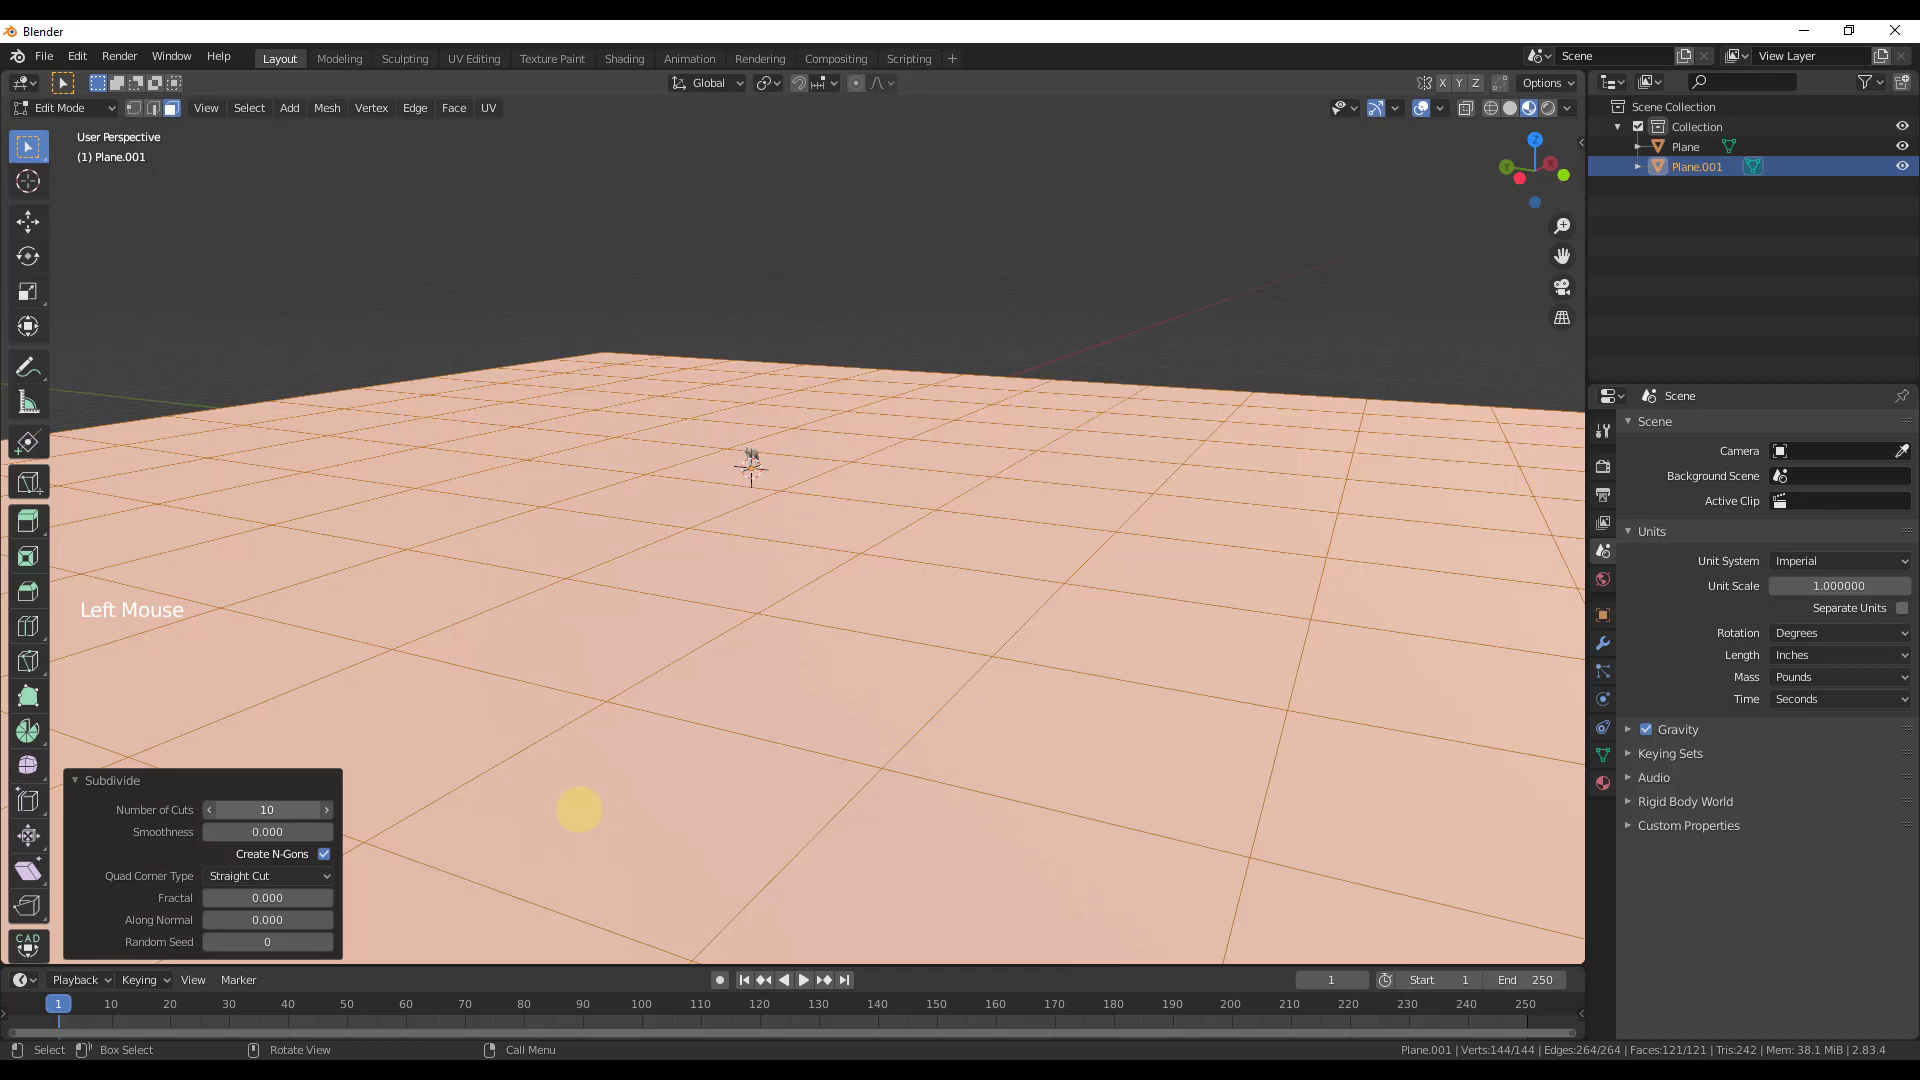 Blender
File Edit Render Window Help
Layout Modeling Sculpting UV Editing Texture Paint Shading Animation Rendering Compositing Scripting +
Scene
View Layer
Global
X Y Z
Options
Edit Mode
View Select Add Mesh Vertex Edge Face UV
User Perspective
(1) Plane.001
Z
Y
X
Scene Collection
Collection
Plane
Plane.001
Scene
Scene
Camera
Background Scene
Active Clip
Units
Unit System Imperial
Unit Scale 1.000000
Separate Units
Rotation Degrees
Length Inches
Mass Pounds
Time Seconds
Gravity
Keying Sets
Audio
Rigid Body World
Custom Properties
Left Mouse
Subdivide
Number of Cuts 10
Smoothness 0.000
Create N-Gons
Quad Corner Type Straight Cut
Fractal 0.000
Along Normal 0.000
Random Seed 0
CAD
Playback Keying View Marker
1
Start 1
End 250
1 10 20 30 40 50 60 70 80 90 100 110 120 130 140 150 160 170 180 190 200 210 220 230 240 250
Select Box Select Rotate View Call Menu
Plane.001 | Verts:144/144 | Edges:264/264 | Faces:121/121 | Tris:242 | Mem: 38.1 MiB | 2.83.4